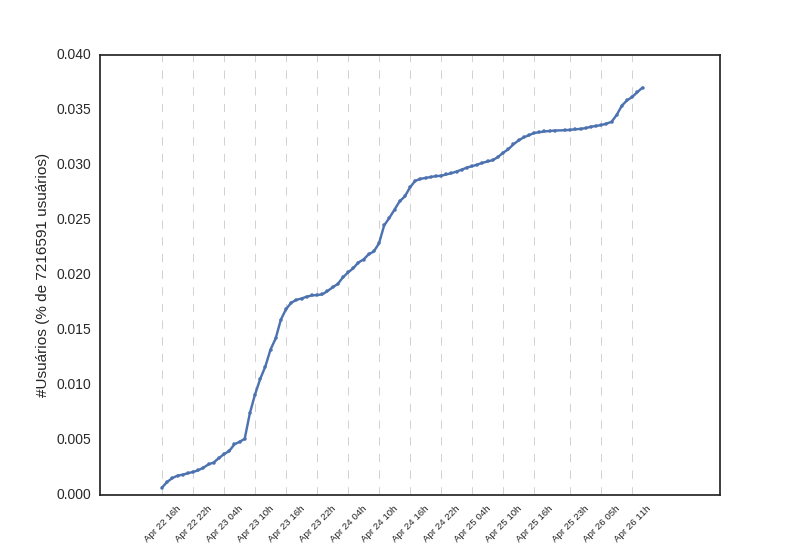 0.040
0.035
0.030
0.025
0.020
0.015
0.010
0.005
0.000
#Usuários (% de 7216591 usuários)
Apr 22 16h
Apr 22 22h
Apr 23 04h
Apr 23 10h
Apr 23 16h
Apr 23 22h
Apr 24 04h
Apr 24 10h
Apr 24 16h
Apr 24 22h
Apr 25 04h
Apr 25 10h
Apr 25 16h
Apr 25 23h
Apr 26 05h
Apr 26 11h